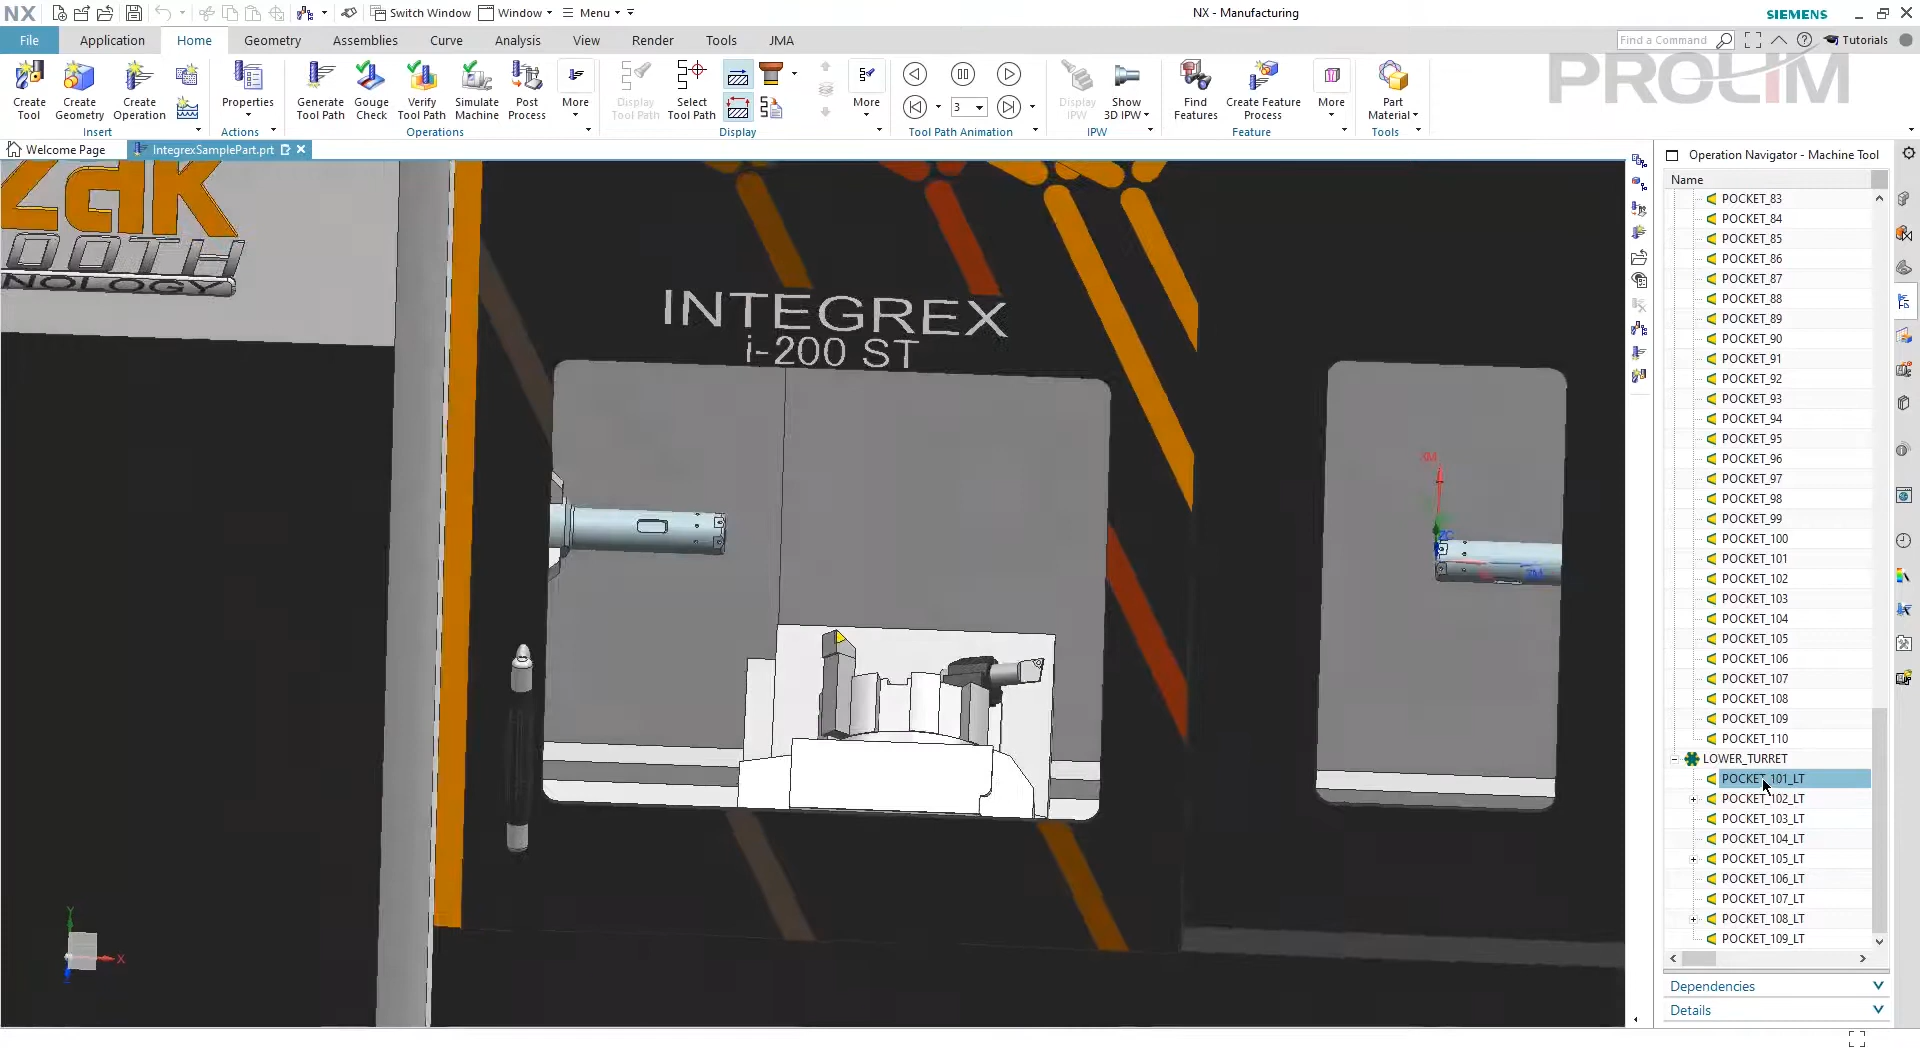 NX
Switch Window
Window
Menu
NX - Manufacturing
SIEMENS
File
Application
Home
Geometry
Assemblies
Curve
Analysis
View
Render
Tools
JMA
Find a Command
Tutorials
Create Tool
Create Geometry
Create Operation
Properties
Generate Tool Path
Gouge Check
Verify Tool Path
Simulate Machine
Post Process
More
Display Tool Path
Select Tool Path
More
3
Display IPW
Show 3D IPW
Find Features
Create Feature Process
More
Part Material
Insert
Actions
Operations
Display
Tool Path Animation
IPW
Feature
Tools
PROLIM
Welcome Page
IntegrexSamplePart.prt
zak
OOTH
NOLOGY
INTEGREX
i-200 ST
XM
Y
X
Operation Navigator - Machine Tool
Name
POCKET_83
POCKET_84
POCKET_85
POCKET_86
POCKET_87
POCKET_88
POCKET_89
POCKET_90
POCKET_91
POCKET_92
POCKET_93
POCKET_94
POCKET_95
POCKET_96
POCKET_97
POCKET_98
POCKET_99
POCKET_100
POCKET_101
POCKET_102
POCKET_103
POCKET_104
POCKET_105
POCKET_106
POCKET_107
POCKET_108
POCKET_109
POCKET_110
LOWER_TURRET
POCKET_101_LT
POCKET_102_LT
POCKET_103_LT
POCKET_104_LT
POCKET_105_LT
POCKET_106_LT
POCKET_107_LT
POCKET_108_LT
POCKET_109_LT
Dependencies
Details